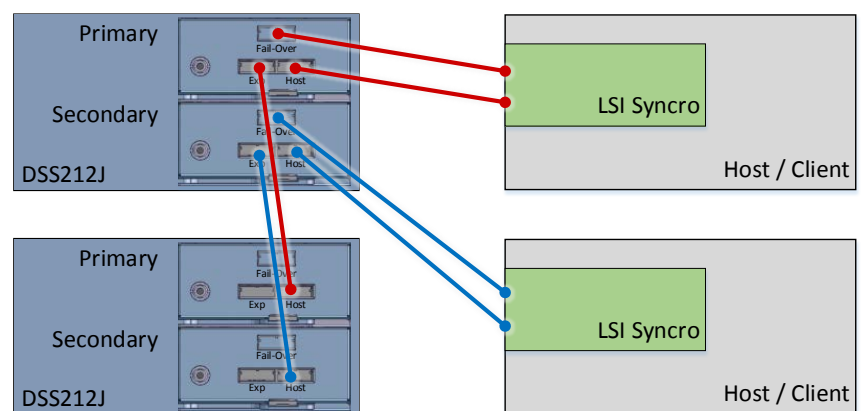 Primary
Fail-Over
Exp Host
Secondary
Fail-Over
Exp Host
DSS212J
LSI Syncro
Host / Client
Primary
Fail-Over
Exp Host
Secondary
Fail-Over
Exp Host
DSS212J
LSI Syncro
Host / Client